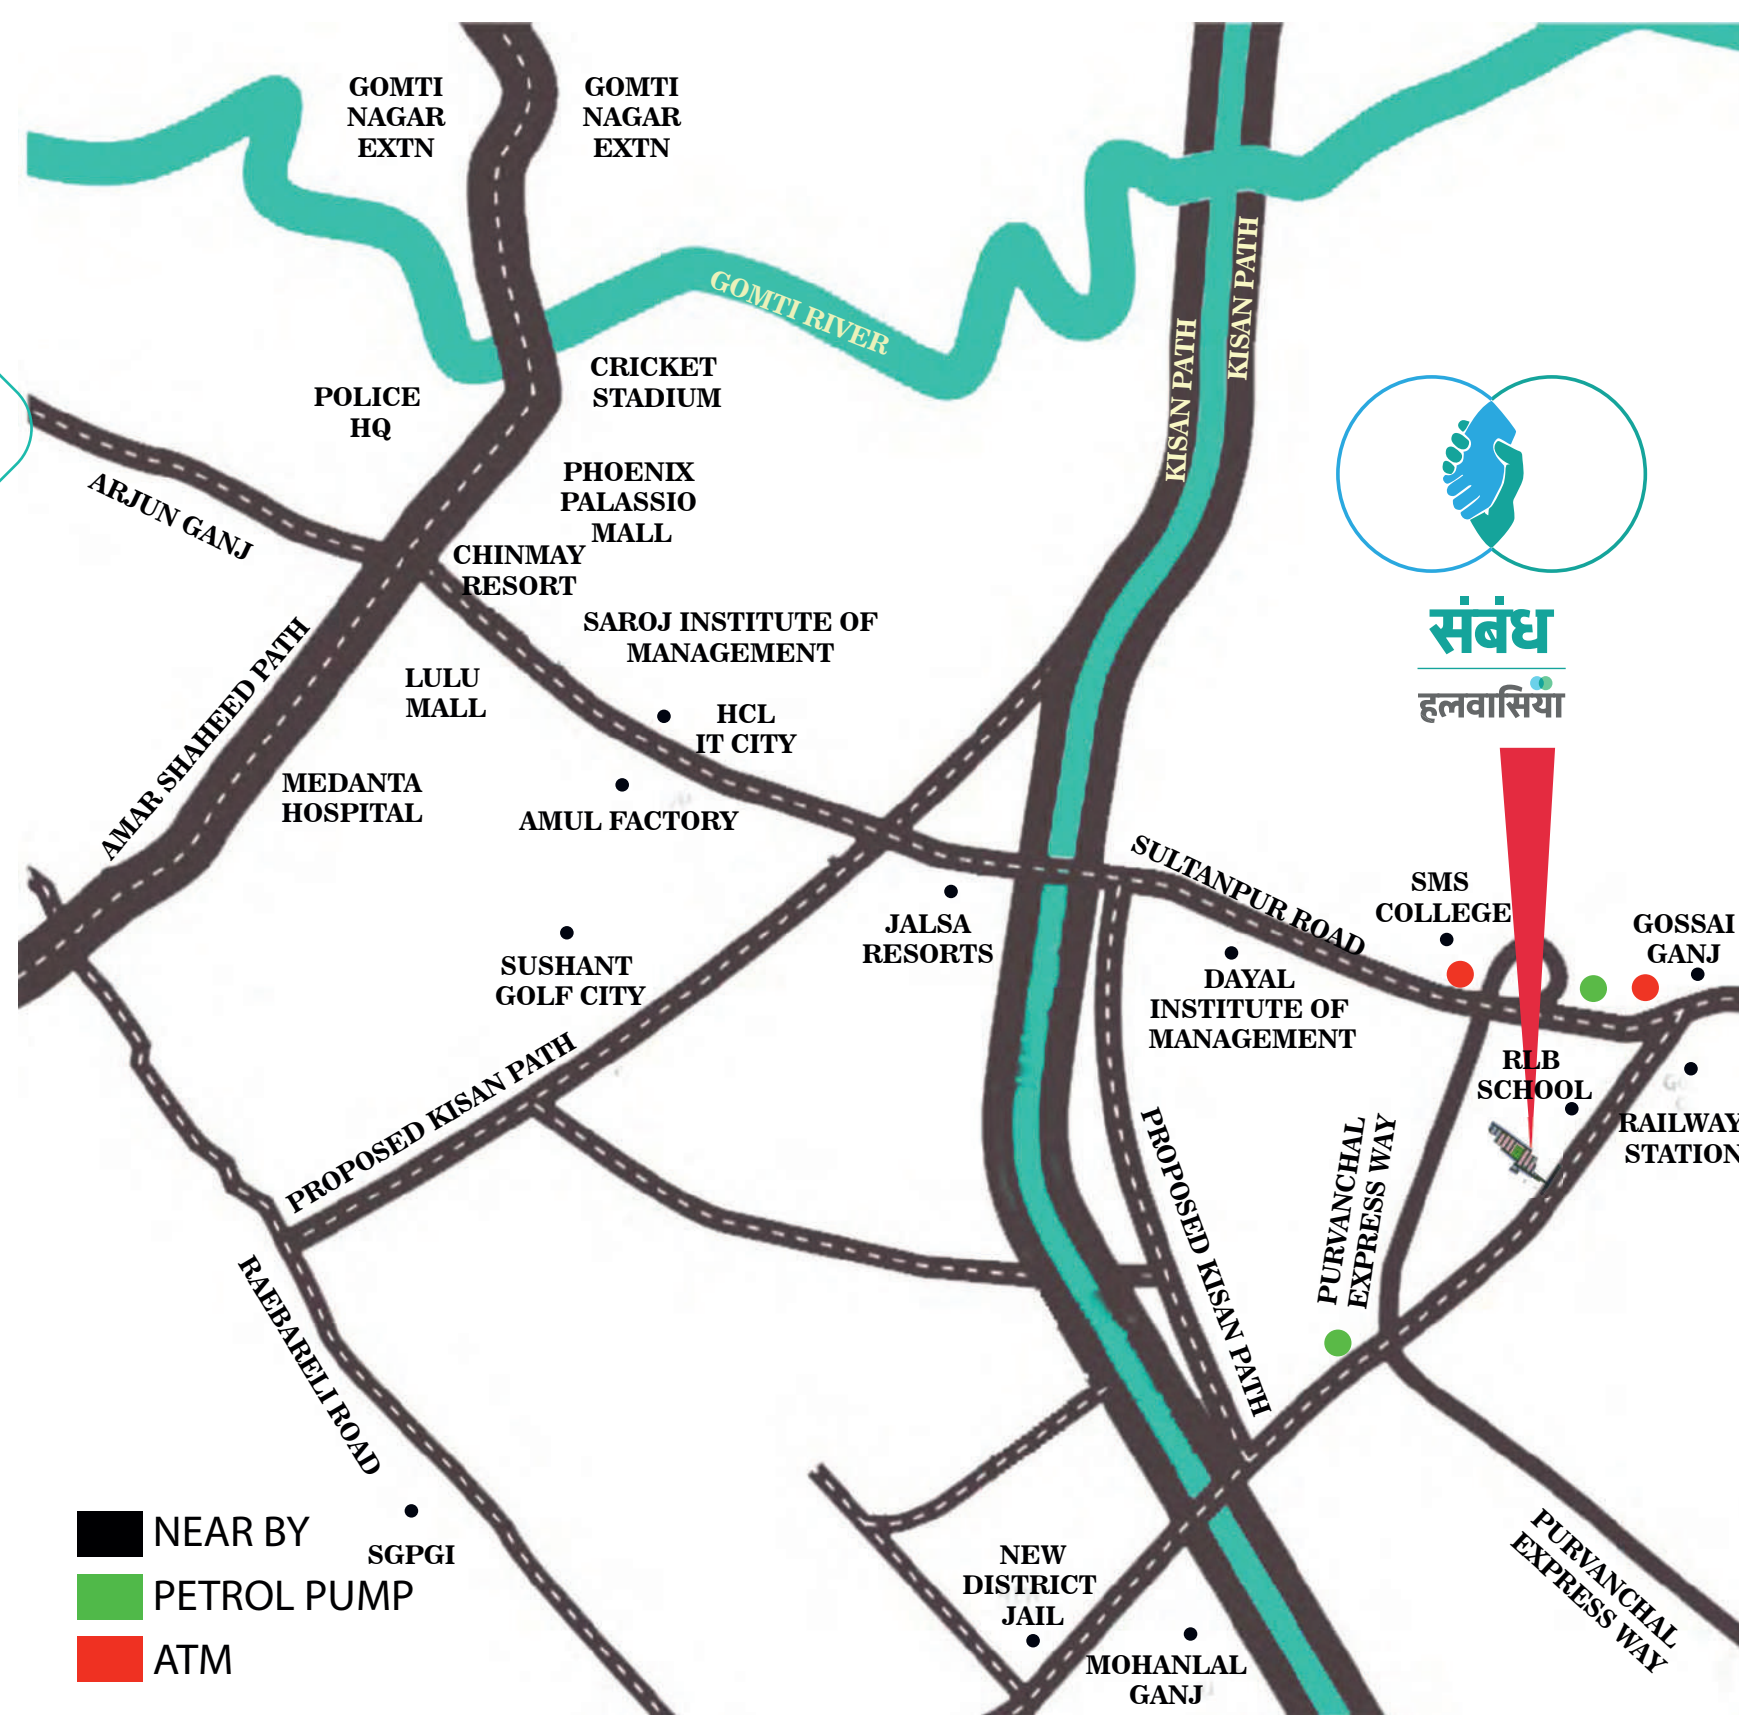 GOMTI
NAGAR
EXTN
GOMTI
NAGAR
EXTN
GOMTI RIVER
KISAN PATH
KISAN PATH
CRICKET
STADIUM
POLICE
HQ
PHOENIX
PALASSIO
MALL
ARJUN GANJ
CHINMAY
RESORT
SAROJ INSTITUTE OF
MANAGEMENT
संबंध
हलवासिया
AMAR SHAHEED PATH
LULU
MALL
HCL
IT CITY
MEDANTA
HOSPITAL
AMUL FACTORY
SULTANPUR ROAD
SMS
COLLEGE
GOSSAI
GANJ
JALSA
RESORTS
SUSHANT
GOLF CITY
DAYAL
INSTITUTE OF
MANAGEMENT
RLB
SCHOOL
RAILWAY
STATION
PROPOSED KISAN PATH
PROPOSED KISAN PATH
PURVANCHAL
EXPRESS WAY
RAEBARELI ROAD
SGPGI
NEW
DISTRICT
JAIL
MOHANLAL
GANJ
PURVANCHAL
EXPRESS WAY
NEAR BY
PETROL PUMP
ATM